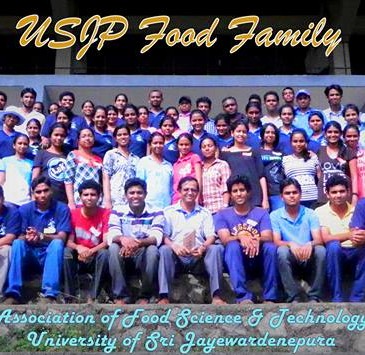 USJP Food Family
Association of Food Science & Technology
University of Sri Jayewardenepura